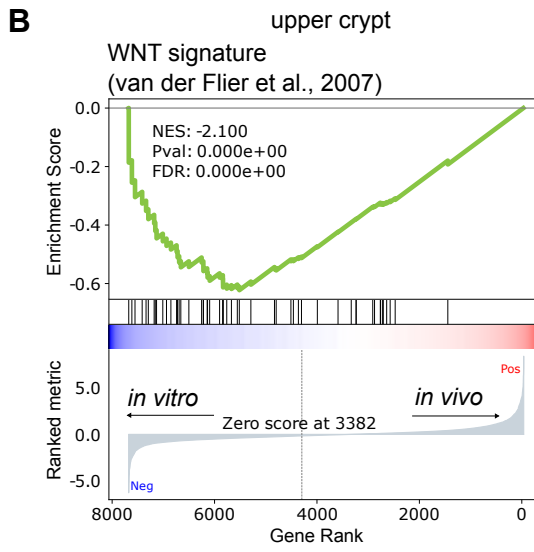 B
upper crypt
WNT signature
(van der Flier et al., 2007)
0.0
-0.2
-0.4
-0.6
Enrichment Score
NES: -2.100
Pval: 0.000e+00
FDR: 0.000e+00
5.0
0.0
-5.0
Ranked metric
Pos
in vitro
in vivo
Zero score at 3382
Neg
8000
6000
4000
2000
0
Gene Rank